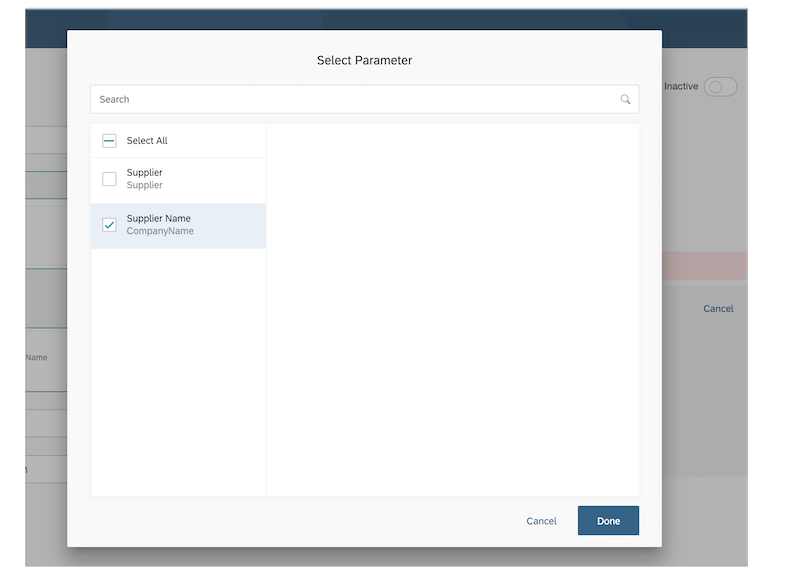 Select Parameter
Inactive
Search
Select All
Supplier
Supplier
Supplier Name
CompanyName
Cancel
Name
Cancel
Done